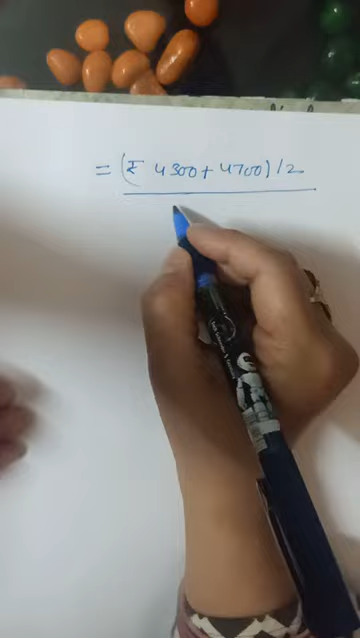 = (₹ 4300 + 4700) / 2